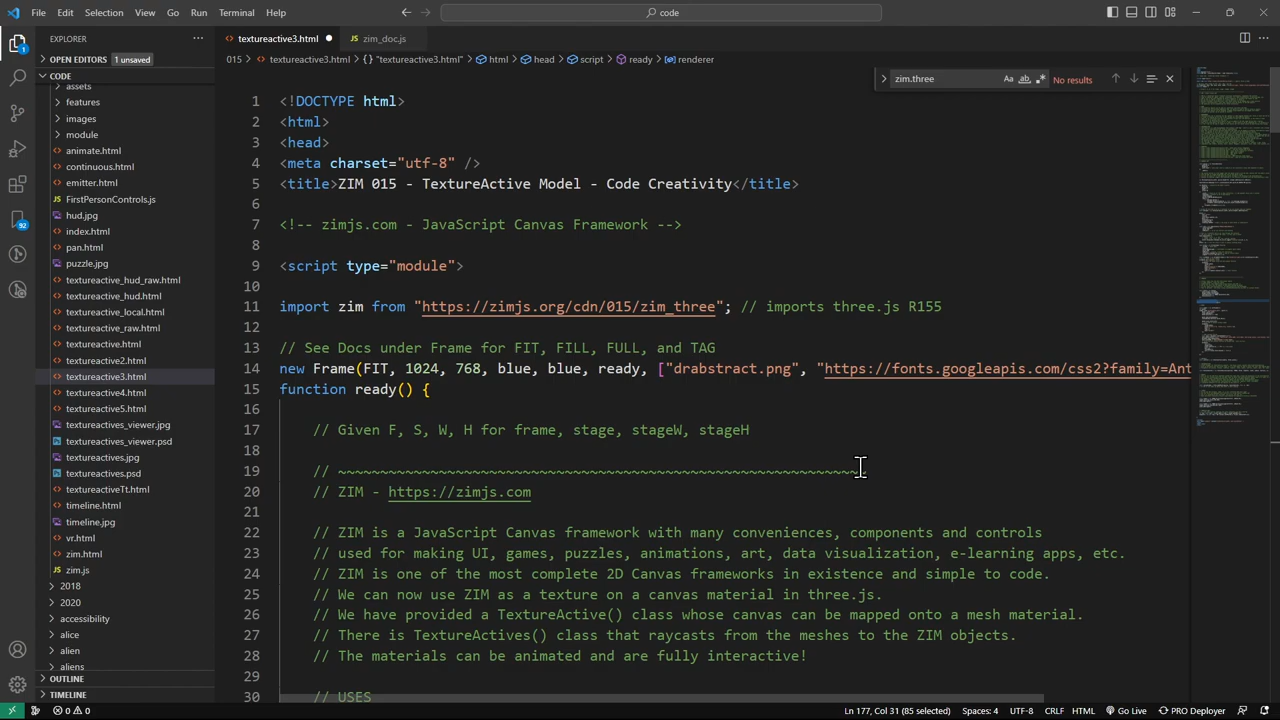 File Edit Selection View Go Run Terminal Help
code
EXPLORER
textureactive3.html
zim_doc.js
OPEN EDITORS 1 unsaved
015 > textureactive3.html > {} "textureactive3.html" > html > head > script > ready > renderer
CODE
zim.three
Aa ab .* No results
assets
features
images
module
animate.html
continuous.html
emitter.html
FirstPersonControls.js
hud.jpg
index.html
pan.html
puzzle.jpg
textureactive_hud_raw.html
textureactive_hud.html
textureactive_local.html
textureactive_raw.html
textureactive.html
textureactive2.html
textureactive3.html
textureactive4.html
textureactive5.html
textureactives_viewer.jpg
textureactives_viewer.psd
textureactives.jpg
textureactives.psd
textureactiveTt.html
timeline.html
timeline.jpg
vr.html
zim.html
zim.js
2018
2020
accessibility
alice
alien
aliens
OUTLINE
TIMELINE
1
92
1 <!DOCTYPE html>
2 <html>
3 <head>
4 <meta charset="utf-8" />
5 <title>ZIM 015 - TextureActive Model - Code Creativity</title>
6
7 <!-- zimjs.com - JavaScript Canvas Framework -->
8
9 <script type="module">
10
11 import zim from "https://zimjs.org/cdn/015/zim_three"; // imports three.js R155
12
13 // See Docs under Frame for FIT, FILL, FULL, and TAG
14 new Frame(FIT, 1024, 768, blue, blue, ready, ["drabstract.png", "https://fonts.googleapis.com/css2?family=Ant
15 function ready() {
16
17 // Given F, S, W, H for frame, stage, stageW, stageH
18
19 // ~~~~~~~~~~~~~~~~~~~~~~~~~~~~~~~~~~~~~~~~~~~~~~~~~~~~~~~~~~~~~~~
20 // ZIM - https://zimjs.com
21
22 // ZIM is a JavaScript Canvas framework with many conveniences, components and controls
23 // used for making UI, games, puzzles, animations, art, data visualization, e-learning apps, etc.
24 // ZIM is one of the most complete 2D Canvas frameworks in existence and simple to code.
25 // We can now use ZIM as a texture on a canvas material in three.js.
26 // We have provided a TextureActive() class whose canvas can be mapped onto a mesh material.
27 // There is TextureActives() class that raycasts from the meshes to the ZIM objects.
28 // The materials can be animated and are fully interactive!
29
30 // USES
0 0 Ln 177, Col 31 (85 selected) Spaces: 4 UTF-8 CRLF HTML Go Live PRO Deployer